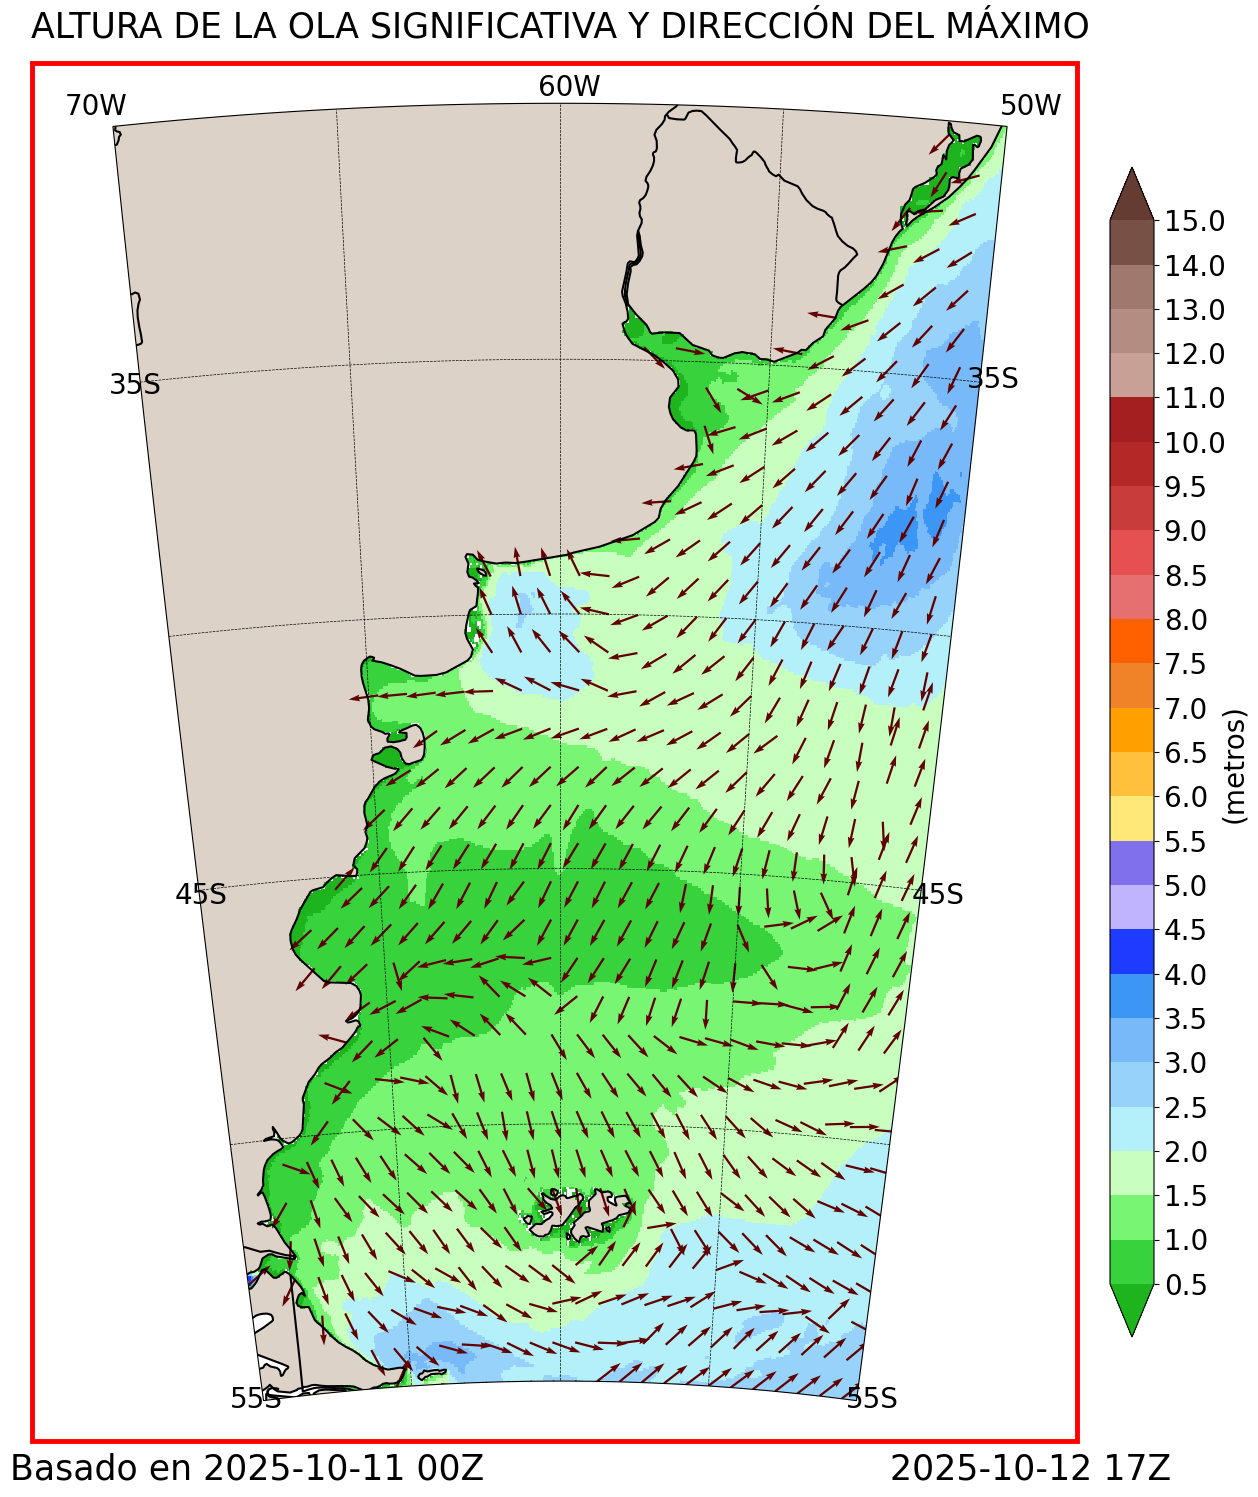 ALTURA DE LA OLA SIGNIFICATIVA Y DIRECCIÓN DEL MÁXIMO
70W
60W
50W
35S
35S
45S
45S
55S
55S
15.0
14.0
13.0
12.0
11.0
10.0
9.5
9.0
8.5
8.0
7.5
7.0
6.5
6.0
5.5
5.0
4.5
4.0
3.5
3.0
2.5
2.0
1.5
1.0
0.5
(metros)
Basado en 2025-10-11 00Z
2025-10-12 17Z